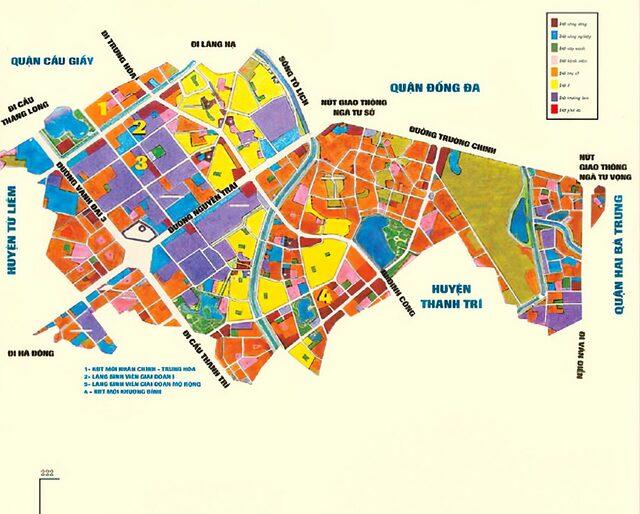 QUẬN CẦU GIẤY
ĐI TRUNG HÒA
ĐI LÁNG HẠ
SÔNG TÔ LỊCH
QUẬN ĐỐNG ĐA
NÚT GIAO THÔNG
NGÃ TƯ SỞ
ĐƯỜNG TRƯỜNG CHINH
NÚT
GIAO THÔNG
NGÃ TƯ VỌNG
ĐI CẦU
THĂNG LONG
HUYỆN TỪ LIÊM
ĐƯỜNG VÀNH ĐAI 3
ĐƯỜNG NGUYỄN TRÃI
QUẬN HAI BÀ TRƯNG
HUYỆN
THANH TRÌ
ĐỊNH CÔNG
ĐI VĂN ĐIỂN
ĐI CẦU THANH TRÌ
ĐI HÀ ĐÔNG
1
2
3
4
1- KĐT MỚI NHÂN CHÍNH - TRUNG HÒA
2- LÀNG SINH VIÊN GIAI ĐOẠN I
3- LÀNG SINH VIÊN GIAI ĐOẠN MỞ RỘNG
4 - KĐT MỚI KHƯƠNG ĐÌNH
222